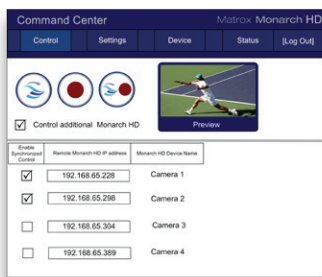 Command Center
Matrox Monarch HD
Control Settings Device Status [Log Out]
Control additional Monarch HD
Preview
Enable Synchronized Control
Remote Monarch HD IP address
Monarch HD Device Name
192.168.65.228 Camera 1
192.168.65.298 Camera 2
192.168.65.304 Camera 3
192.168.65.389 Camera 4